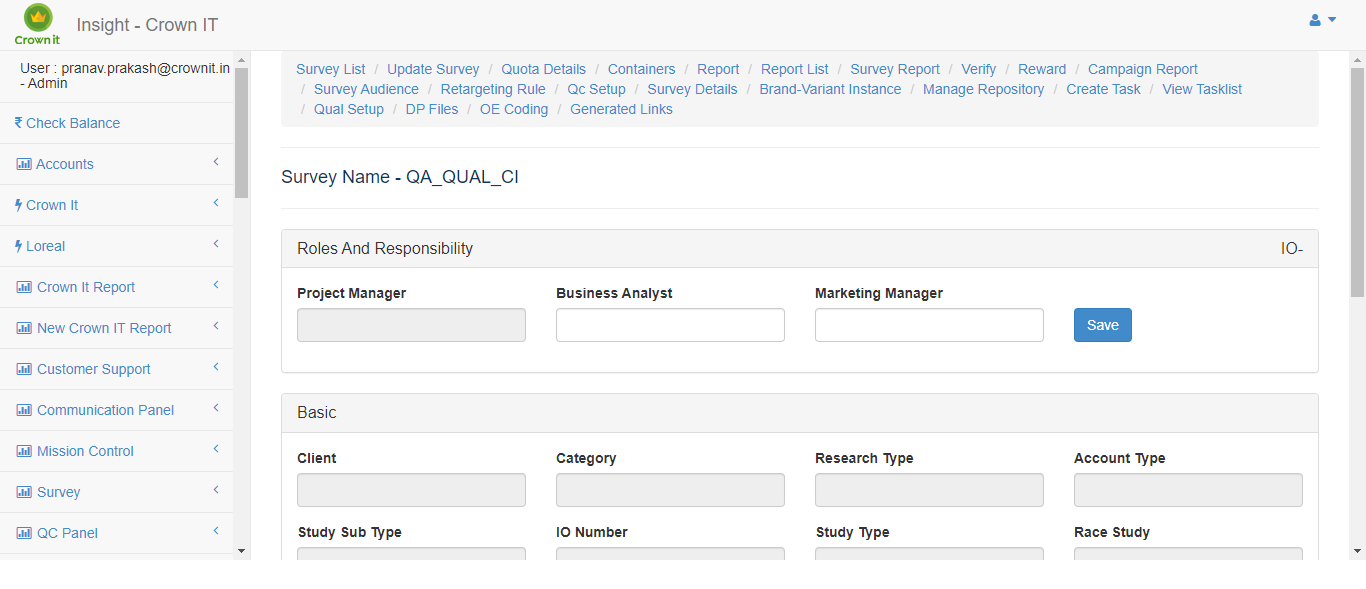 Crownit
Insight - Crown IT
User : pranav.prakash@crownit.in
- Admin
₹ Check Balance
Accounts
Crown It
Loreal
Crown It Report
New Crown IT Report
Customer Support
Communication Panel
Mission Control
Survey
QC Panel
Survey List / Update Survey / Quota Details / Containers / Report / Report List / Survey Report / Verify / Reward / Campaign Report
/ Survey Audience / Retargeting Rule / Qc Setup / Survey Details / Brand-Variant Instance / Manage Repository / Create Task / View Tasklist
/ Qual Setup / DP Files / OE Coding / Generated Links
Survey Name - QA_QUAL_CI
Roles And Responsibility IO-
Project Manager Business Analyst Marketing Manager
Save
Basic
Client Category Research Type Account Type
Study Sub Type IO Number Study Type Race Study